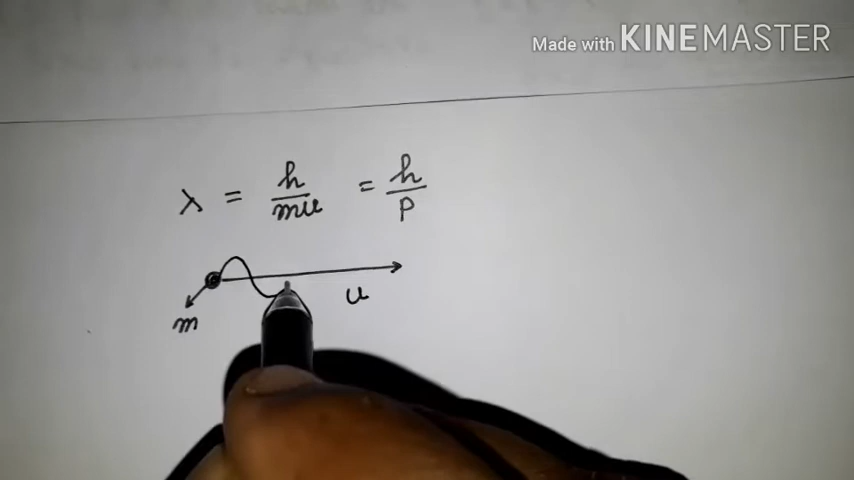 Made with KINEMASTER
λ = h/mu = h/p
u
m